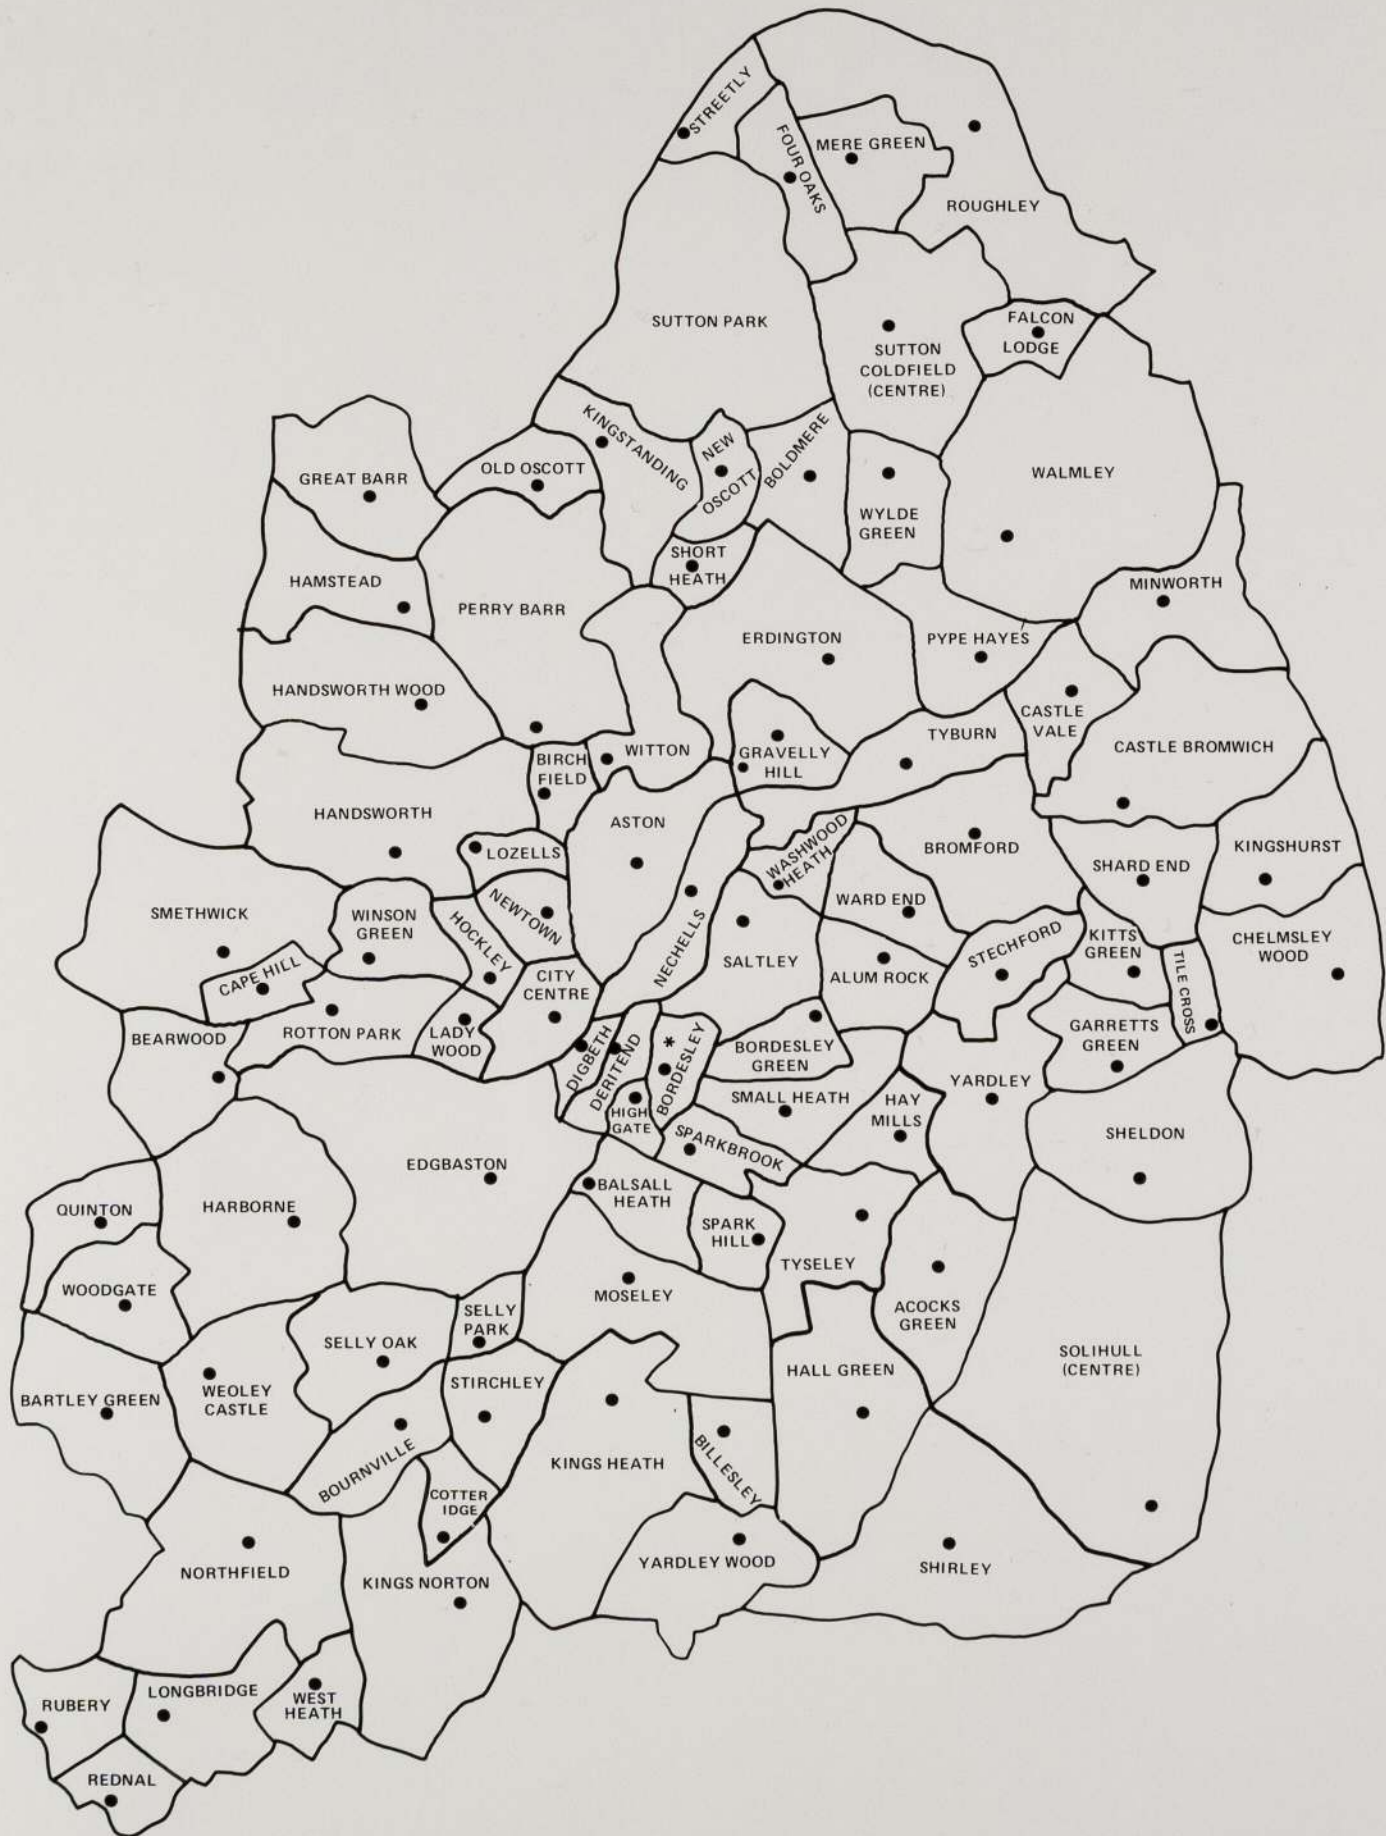 STREETLY
FOUR OAKS
MERE GREEN
ROUGHLEY
SUTTON PARK
SUTTON
COLDFIELD
(CENTRE)
FALCON
LODGE
KINGSTANDING
NEW
OSCOTT
BOLDMERE
OLD OSCOTT
GREAT BARR
WALMLEY
WYLDE
GREEN
SHORT
HEATH
HAMSTEAD
PERRY BARR
MINWORTH
ERDINGTON
PYPE HAYES
HANDSWORTH WOOD
CASTLE
VALE
TYBURN
CASTLE BROMWICH
WITTON
GRAVELLY
HILL
BIRCH
FIELD
HANDSWORTH
ASTON
WASHWOOD
HEATH
BROMFORD
KINGSHURST
LOZELLS
SHARD END
WARD END
SMETHWICK
WINSON
GREEN
NEWTOWN
HOCKLEY
NECHELLS
STECHFORD
KITTS
GREEN
CHELMSLEY
WOOD
SALTLEY
ALUM ROCK
CAPE HILL
CITY
CENTRE
TILE CROSS
BEARWOOD
ROTTON PARK
LADY
WOOD
DIGBETH
DERITEND
*
BORDESLEY
BORDESLEY
GREEN
GARRETTS
GREEN
YARDLEY
HIGH
GATE
SMALL HEATH
HAY
MILLS
SPARKBROOK
SHELDON
EDGBASTON
BALSALL
HEATH
QUINTON
HARBORNE
SPARK
HILL
TYSELEY
WOODGATE
MOSELEY
SELLY
PARK
ACOCKS
GREEN
SELLY OAK
SOLIHULL
(CENTRE)
HALL GREEN
BARTLEY GREEN
WEOLEY
CASTLE
STIRCHLEY
BOURNVILLE
KINGS HEATH
BILLESLEY
COTTER
IDGE
NORTHFIELD
KINGS NORTON
YARDLEY WOOD
SHIRLEY
RUBERY
LONGBRIDGE
WEST
HEATH
REDNAL